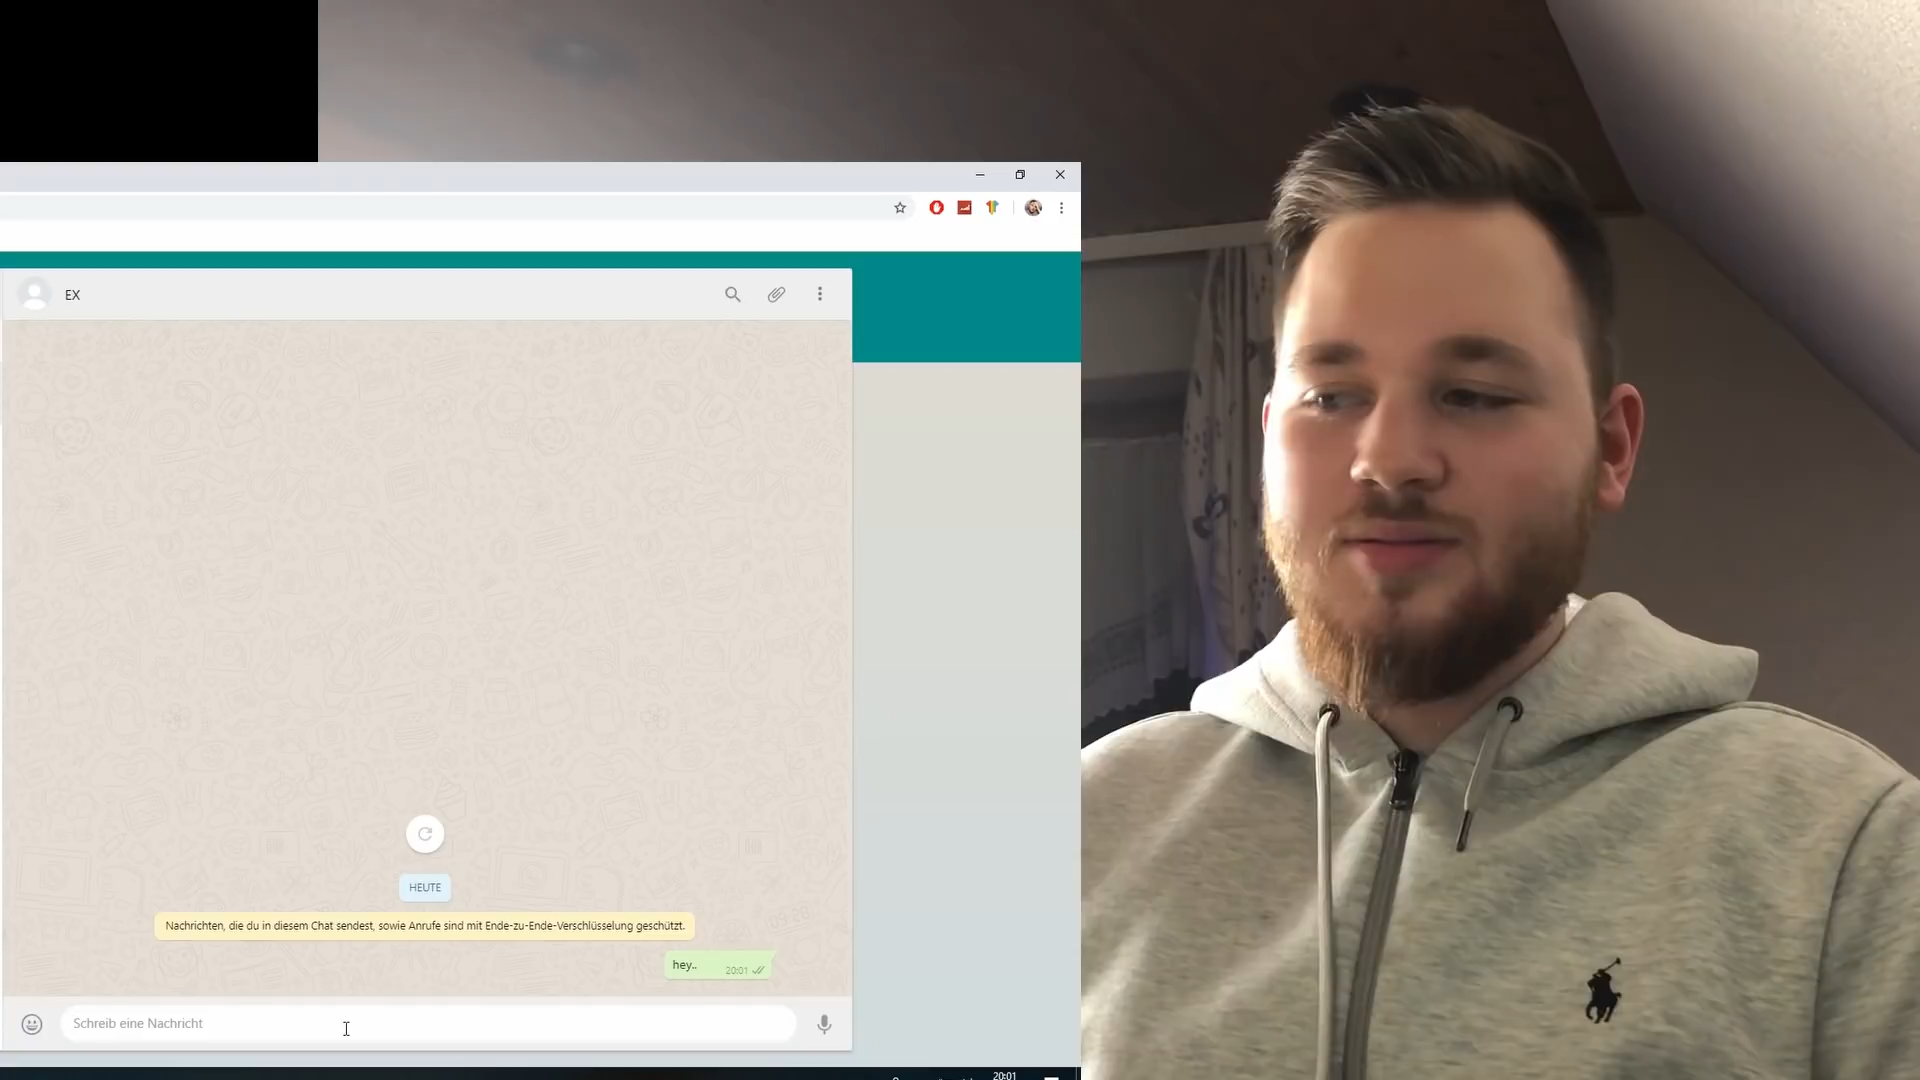 EX
HEUTE
Nachrichten, die du in diesem Chat sendest, sowie Anrufe sind mit Ende-zu-Ende-Verschlüsselung geschützt.
hey..
20:01
Schreib eine Nachricht
20:01